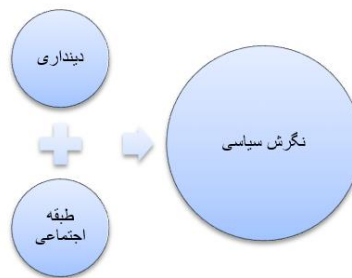 دینداری
نگرش سیاسی
طبقه
اجتماعی